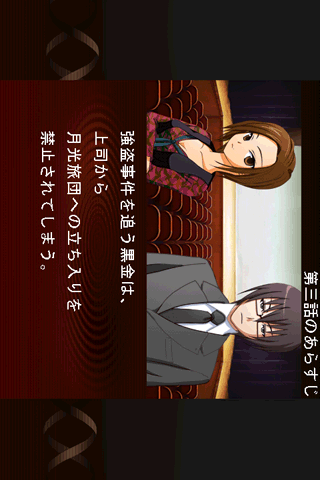 第三話のあらすじ
強盗事件を追う黒金は、
上司から
月光旅団への立ち入りを
禁止されてしまう。